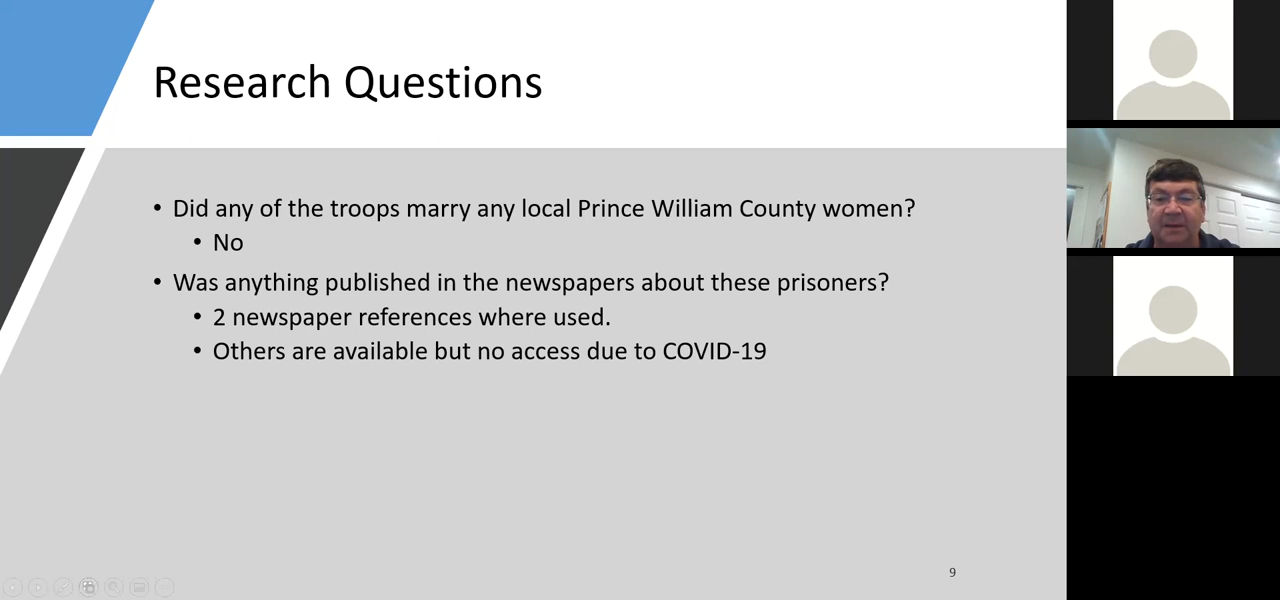 Research Questions
• Did any of the troops marry any local Prince William County women?
• No
• Was anything published in the newspapers about these prisoners?
• 2 newspaper references where used.
• Others are available but no access due to COVID-19
9